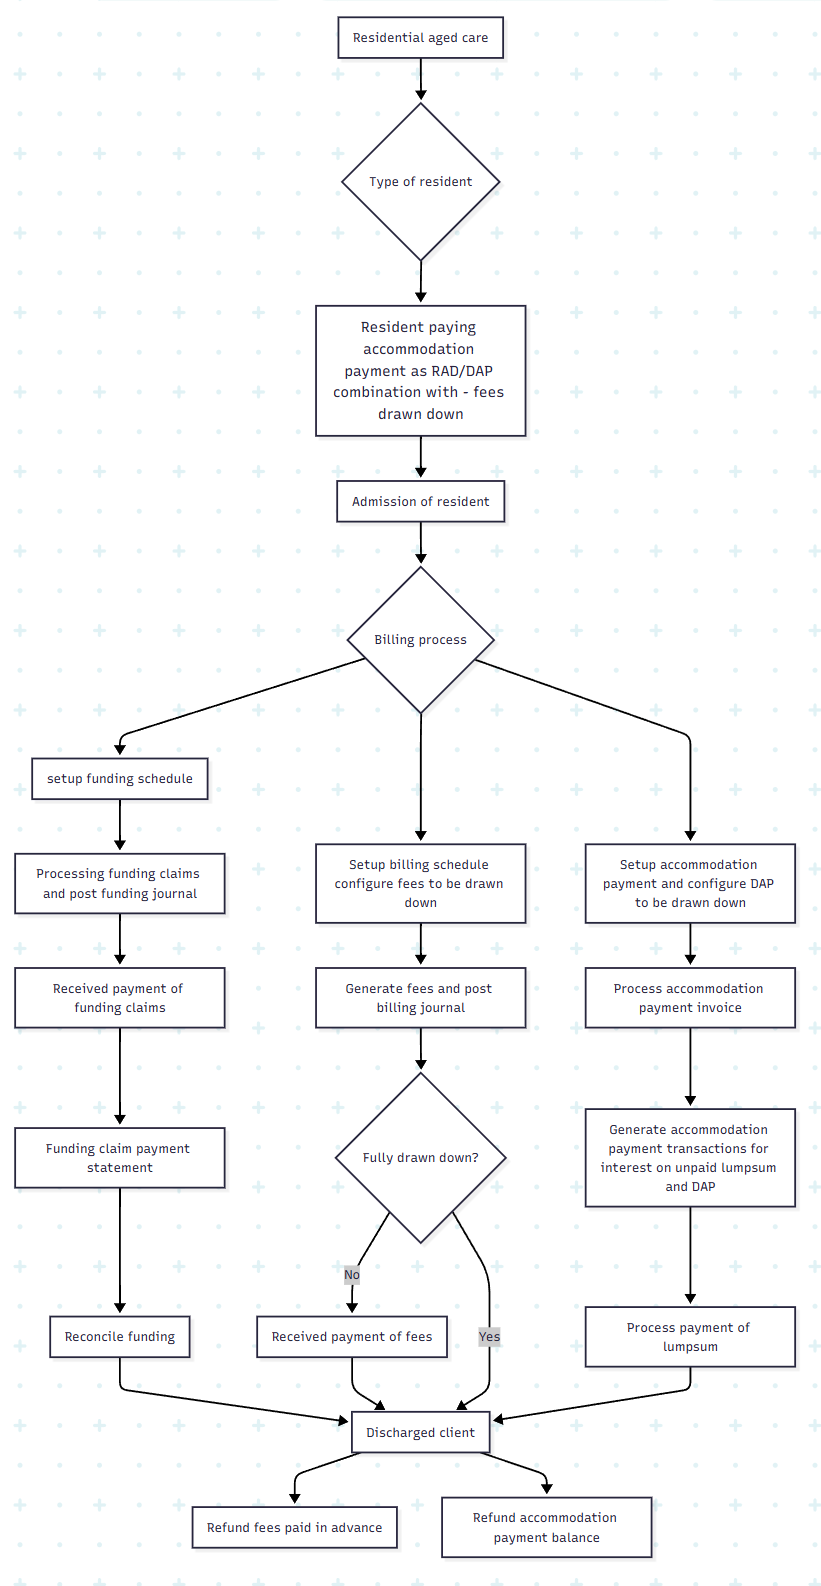 Residential aged care
Type of resident
Resident paying
accommodation
payment as RAD/DAP
combination with - fees
drawn down
Admission of resident
Billing process
setup funding schedule
Processing funding claims
and post funding journal
Received payment of
funding claims
Funding claim payment
statement
Reconcile funding
Setup billing schedule
configure fees to be drawn
down
Generate fees and post
billing journal
Fully drawn down?
No
Yes
Received payment of fees
Setup accommodation
payment and configure DAP
to be drawn down
Process accommodation
payment invoice
Generate accommodation
payment transactions for
interest on unpaid lumpsum
and DAP
Process payment of
lumpsum
Discharged client
Refund fees paid in advance
Refund accommodation
payment balance